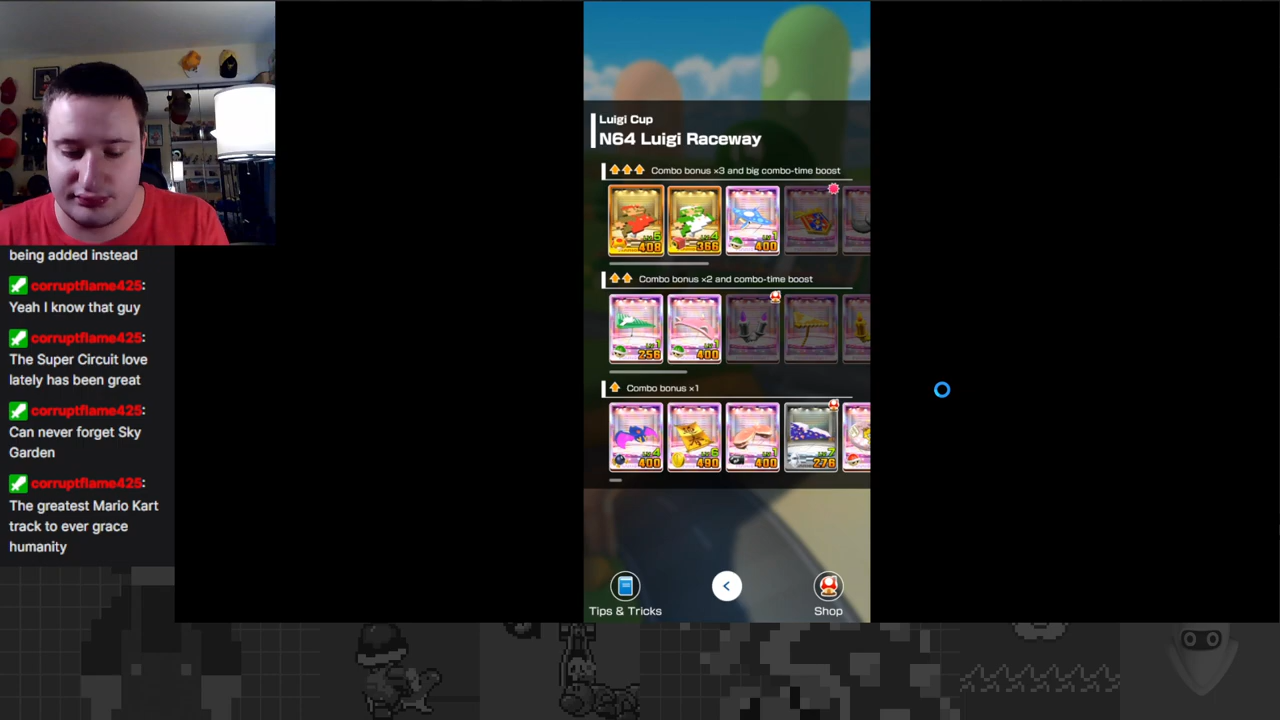 being added instead
corruptflame425:
Yeah I know that guy
corruptflame425:
The Super Circuit love
lately has been great
corruptflame425:
Can never forget Sky
Garden
corruptflame425:
The greatest Mario Kart
track to ever grace
humanity
Luigi Cup
N64 Luigi Raceway
Combo bonus ×3 and big combo-time boost
408
366
400
Combo bonus ×2 and combo-time boost
256
400
Combo bonus ×1
400
490
400
276
Tips & Tricks
Shop